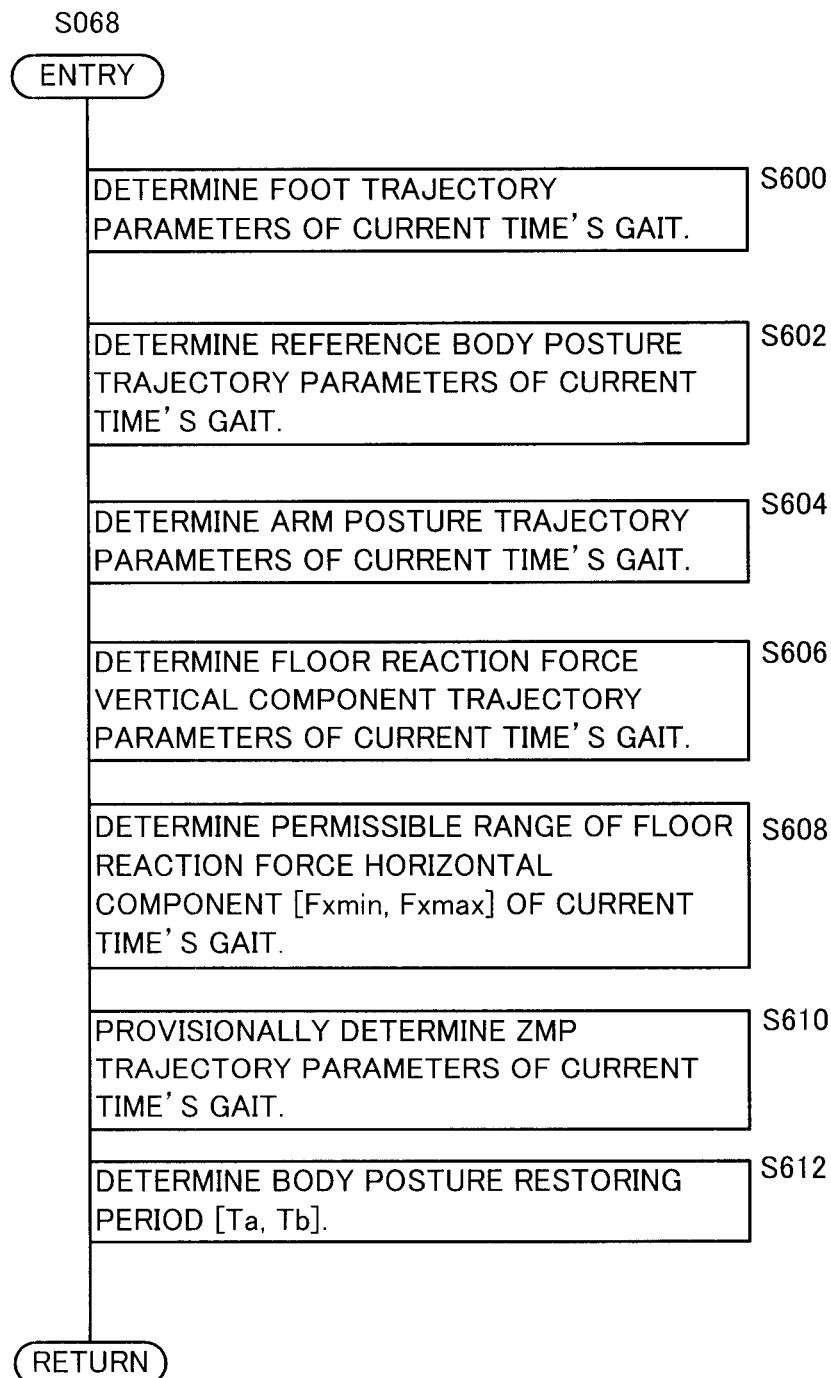 S068
ENTRY
S600
DETERMINE FOOT TRAJECTORY
PARAMETERS OF CURRENT TIME'S GAIT.
S602
DETERMINE REFERENCE BODY POSTURE
TRAJECTORY PARAMETERS OF CURRENT
TIME'S GAIT.
S604
DETERMINE ARM POSTURE TRAJECTORY
PARAMETERS OF CURRENT TIME'S GAIT.
S606
DETERMINE FLOOR REACTION FORCE
VERTICAL COMPONENT TRAJECTORY
PARAMETERS OF CURRENT TIME'S GAIT.
S608
DETERMINE PERMISSIBLE RANGE OF FLOOR
REACTION FORCE HORIZONTAL
COMPONENT [Fxmin, Fxmax] OF CURRENT
TIME'S GAIT.
S610
PROVISIONALLY DETERMINE ZMP
TRAJECTORY PARAMETERS OF CURRENT
TIME'S GAIT.
S612
DETERMINE BODY POSTURE RESTORING
PERIOD [Ta, Tb].
RETURN